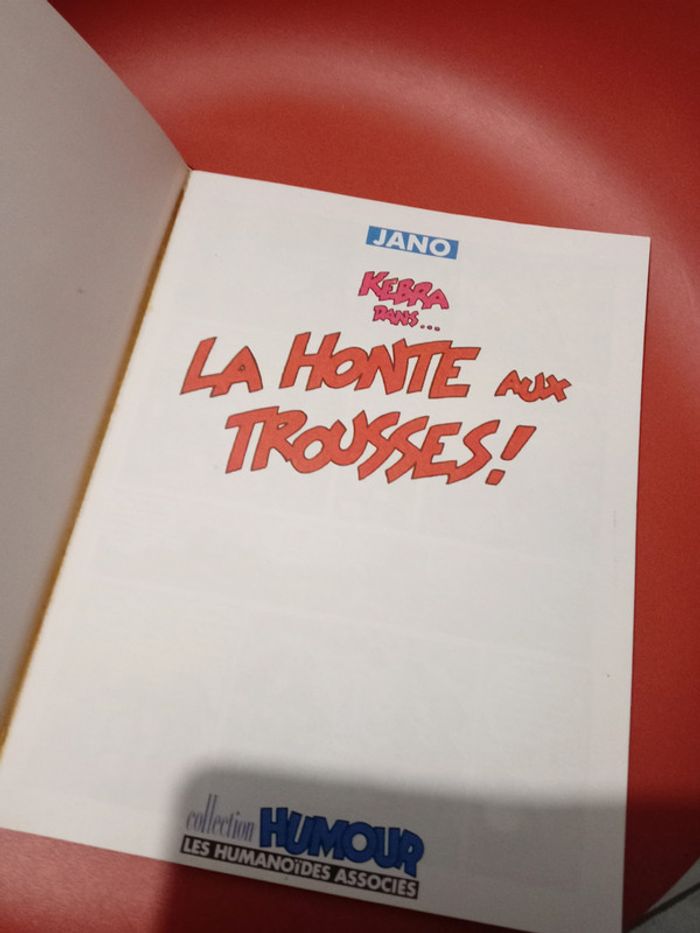 JANO
KEBRA
DANS...
LA HONTE AUX
TROUSSES!
collection HUMOUR
LES HUMANOÏDES ASSOCIÉS